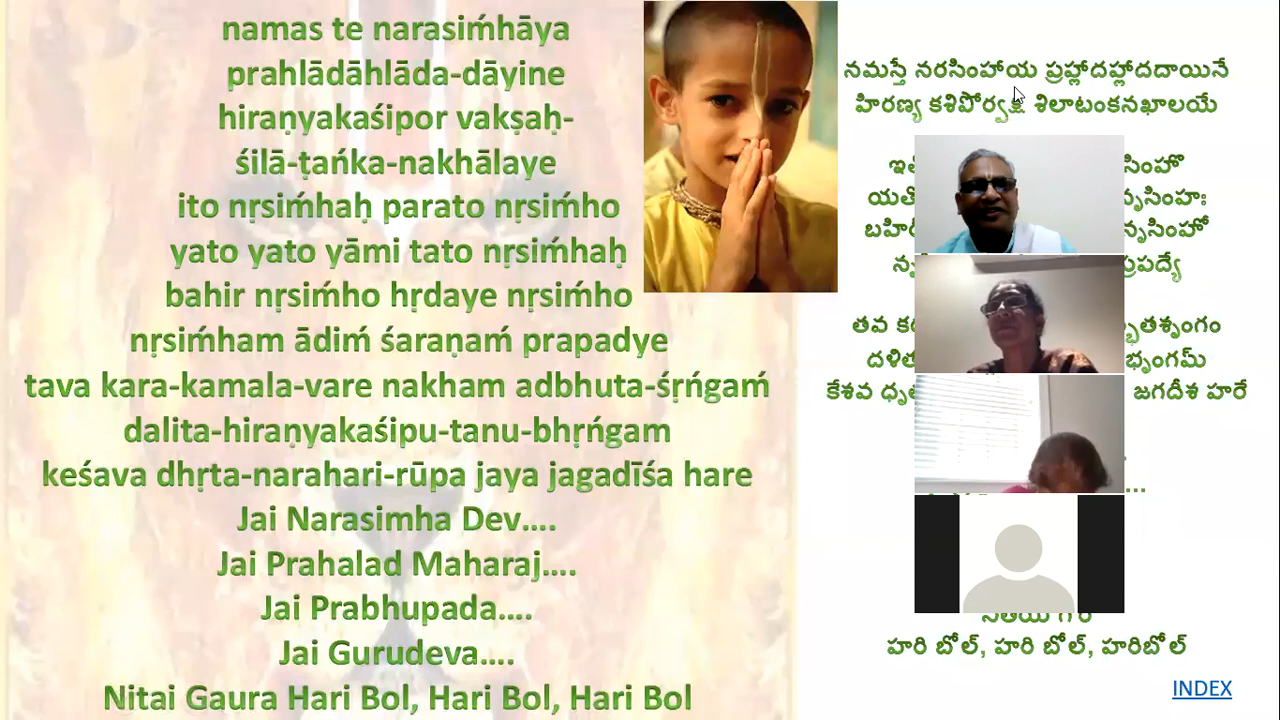 namas te narasiḿhāya
prahlādāhlāda-dāyine
hiraṇyakaśipor vakṣaḥ-
śilā-ṭańka-nakhālaye
ito nṛsiḿhaḥ parato nṛsiḿho
yato yato yāmi tato nṛsiḿhaḥ
bahir nṛsiḿho hṛdaye nṛsiḿho
nṛsiḿham ādiḿ śaraṇaḿ prapadye
tava kara-kamala-vare nakham adbhuta-śṛńgaḿ
dalita-hiraṇyakaśipu-tanu-bhṛńgam
keśava dhṛta-narahari-rūpa jaya jagadīśa hare
Jai Narasimha Dev....
Jai Prahalad Maharaj....
Jai Prabhupada....
Jai Gurudeva....
Nitai Gaura Hari Bol, Hari Bol, Hari Bol
నమస్తే నరసింహాయ ప్రహ్లాదహ్లాదదాయినే
హిరణ్య కశిపోర్వక్ష శిలాటంకనఖాలయే
నృసింహః
నృసింహో
ప్రపద్యే
తవ
భృంగమ్
కేశవ జగదీశ హరే
హరి బోల్, హరి బోల్, హరిబోల్
INDEX